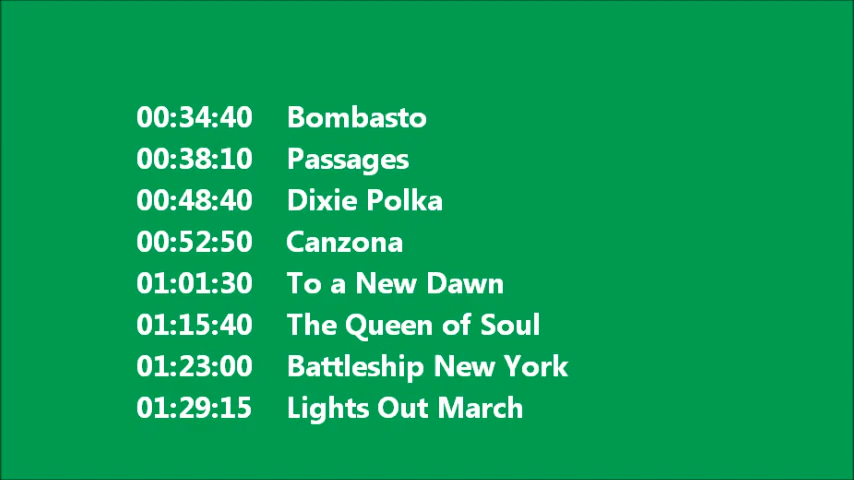 00:34:40 Bombasto
00:38:10 Passages
00:48:40 Dixie Polka
00:52:50 Canzona
01:01:30 To a New Dawn
01:15:40 The Queen of Soul
01:23:00 Battleship New York
01:29:15 Lights Out March